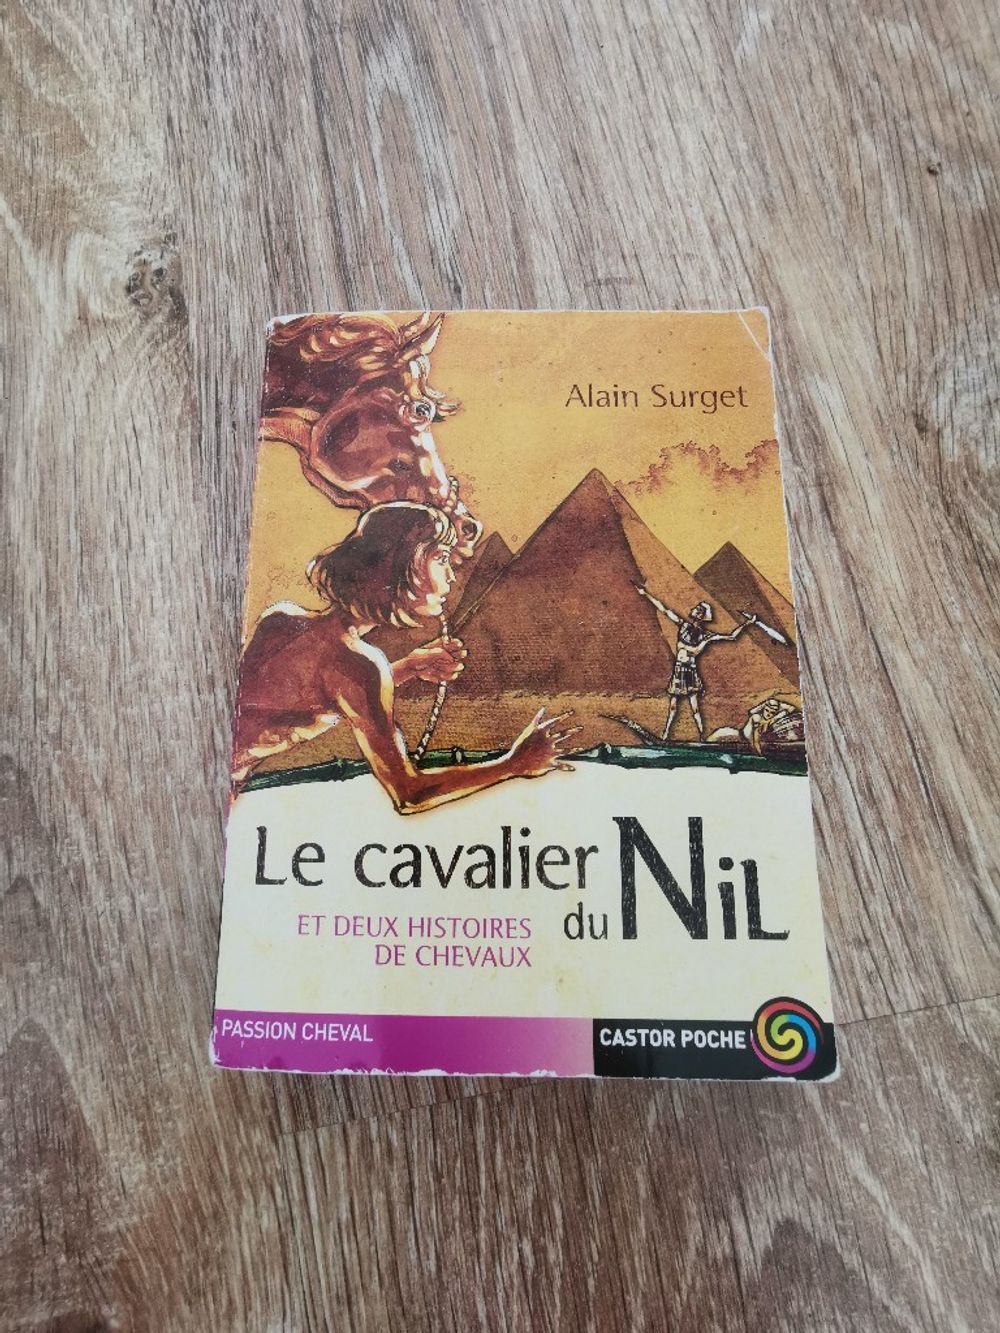 Alain Surget
Le cavalier du NiL
ET DEUX HISTOIRES
DE CHEVAUX
PASSION CHEVAL
CASTOR POCHE